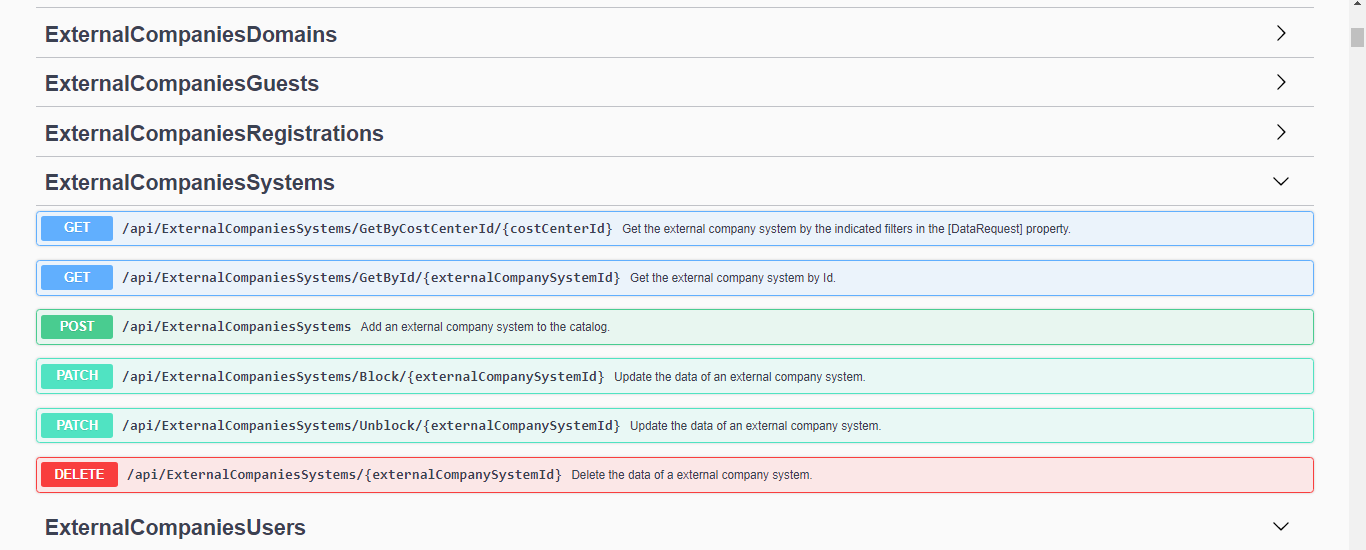 ExternalCompaniesDomains
ExternalCompaniesGuests
ExternalCompaniesRegistrations
ExternalCompaniesSystems
GET /api/ExternalCompaniesSystems/GetByCostCenterId/{costCenterId} Get the external company system by the indicated filters in the [DataRequest] property.
GET /api/ExternalCompaniesSystems/GetById/{externalCompanySystemId} Get the external company system by Id.
POST /api/ExternalCompaniesSystems Add an external company system to the catalog.
PATCH /api/ExternalCompaniesSystems/Block/{externalCompanySystemId} Update the data of an external company system.
PATCH /api/ExternalCompaniesSystems/Unblock/{externalCompanySystemId} Update the data of an external company system.
DELETE /api/ExternalCompaniesSystems/{externalCompanySystemId} Delete the data of a external company system.
ExternalCompaniesUsers